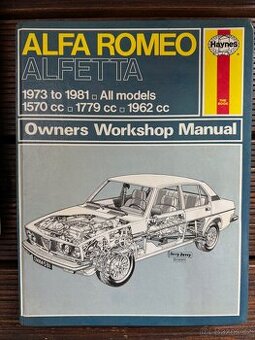 ALFA ROMEO
ALFETTA
Haynes
1973 to 1981 □ All models
1570 cc □ 1779 cc □ 1962 cc
Owners Workshop Manual